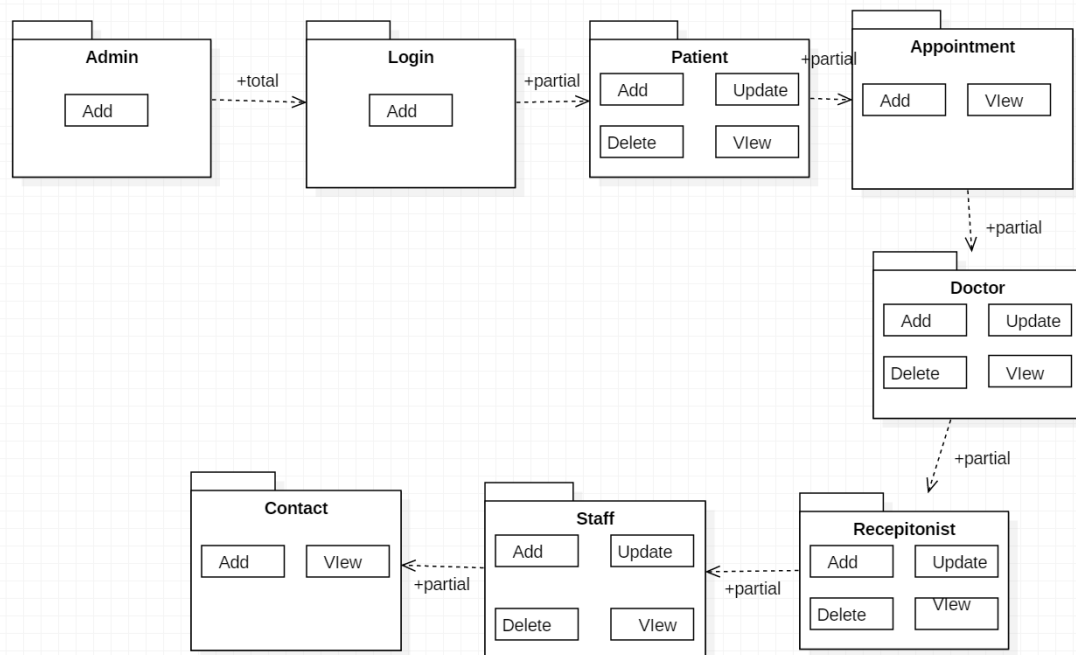 Admin
Add
+total
Login
Add
+partial
Patient
Add
Update
Delete
VIew
+partial
Appointment
Add
VIew
+partial
Doctor
Add
Update
Delete
VIew
+partial
Recepitonist
Add
Update
Delete
VIew
+partial
Staff
Add
Update
Delete
VIew
+partial
Contact
Add
VIew